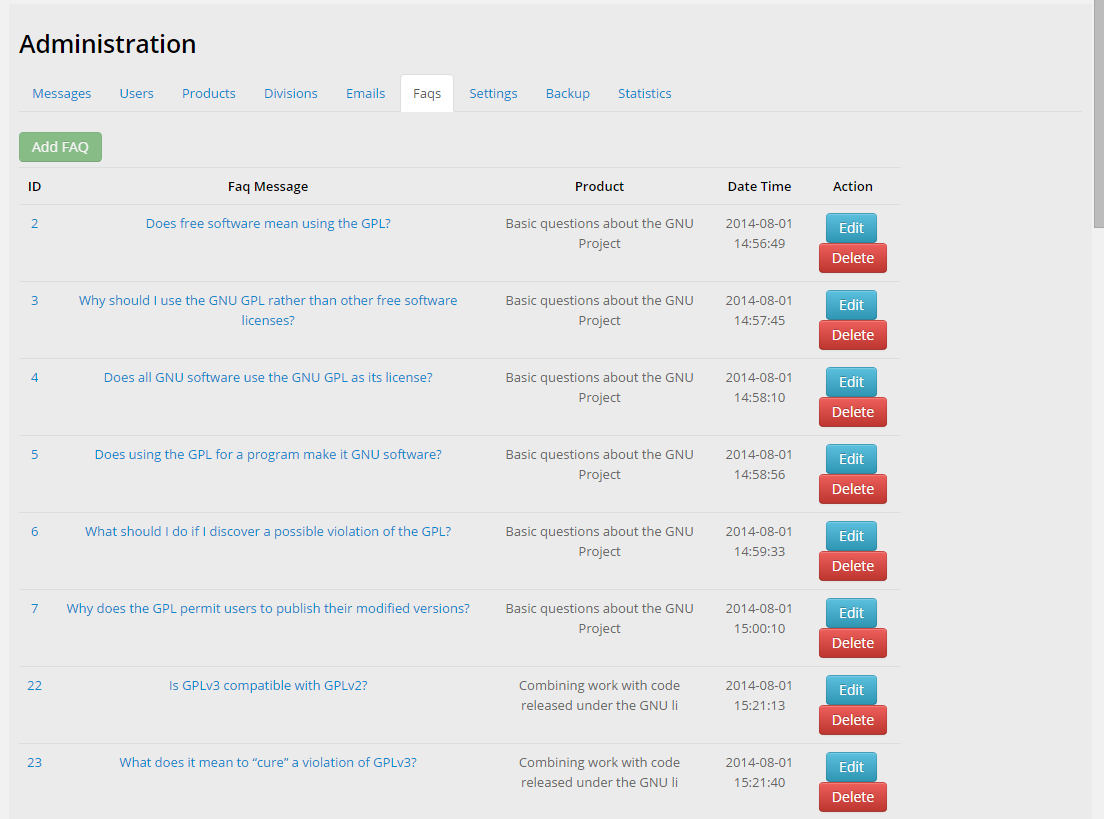 Administration
Messages Users Products Divisions Emails Faqs Settings Backup Statistics
Add FAQ
ID Faq Message Product Date Time Action
2 Does free software mean using the GPL? Basic questions about the GNU 2014-08-01 Edit
Project 14:56:49
Delete
3 Why should I use the GNU GPL rather than other free software Basic questions about the GNU 2014-08-01 Edit
licenses? Project 14:57:45
Delete
4 Does all GNU software use the GNU GPL as its license? Basic questions about the GNU 2014-08-01 Edit
Project 14:58:10
Delete
5 Does using the GPL for a program make it GNU software? Basic questions about the GNU 2014-08-01 Edit
Project 14:58:56
Delete
6 What should I do if I discover a possible violation of the GPL? Basic questions about the GNU 2014-08-01 Edit
Project 14:59:33
Delete
7 Why does the GPL permit users to publish their modified versions? Basic questions about the GNU 2014-08-01 Edit
Project 15:00:10
Delete
22 Is GPLv3 compatible with GPLv2? Combining work with code 2014-08-01 Edit
released under the GNU li 15:21:13
Delete
23 What does it mean to “cure” a violation of GPLv3? Combining work with code 2014-08-01 Edit
released under the GNU li 15:21:40
Delete